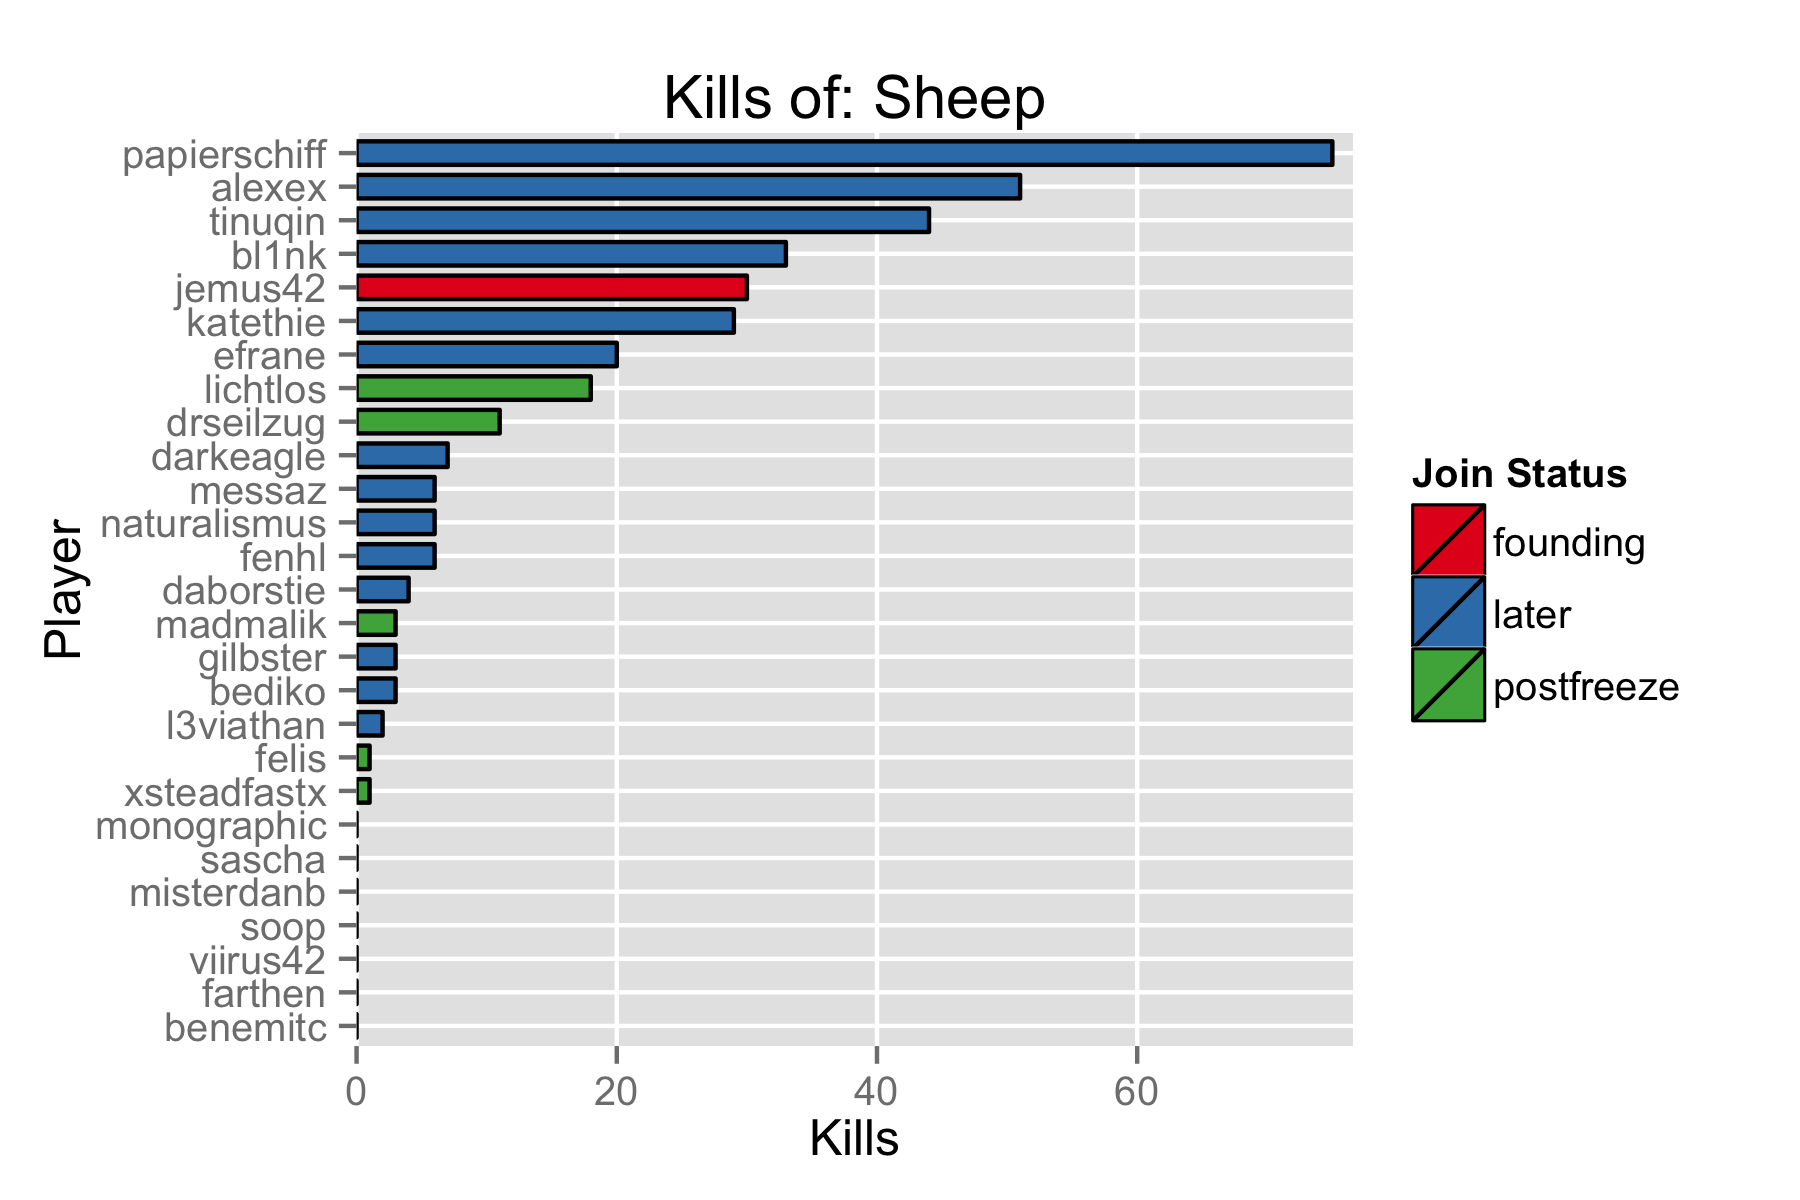 Kills of: Sheep
papierschiff
alexex
tinuqin
bl1nk
jemus42
katethie
efrane
lichtlos
drseilzug
darkeagle
messaz
naturalismus
fenhl
daborstie
madmalik
gilbster
bediko
l3viathan
felis
xsteadfastx
monographic
sascha
misterdanb
soop
viirus42
farthen
benemitc
Player
0 20 40 60
Kills
Join Status
founding
later
postfreeze